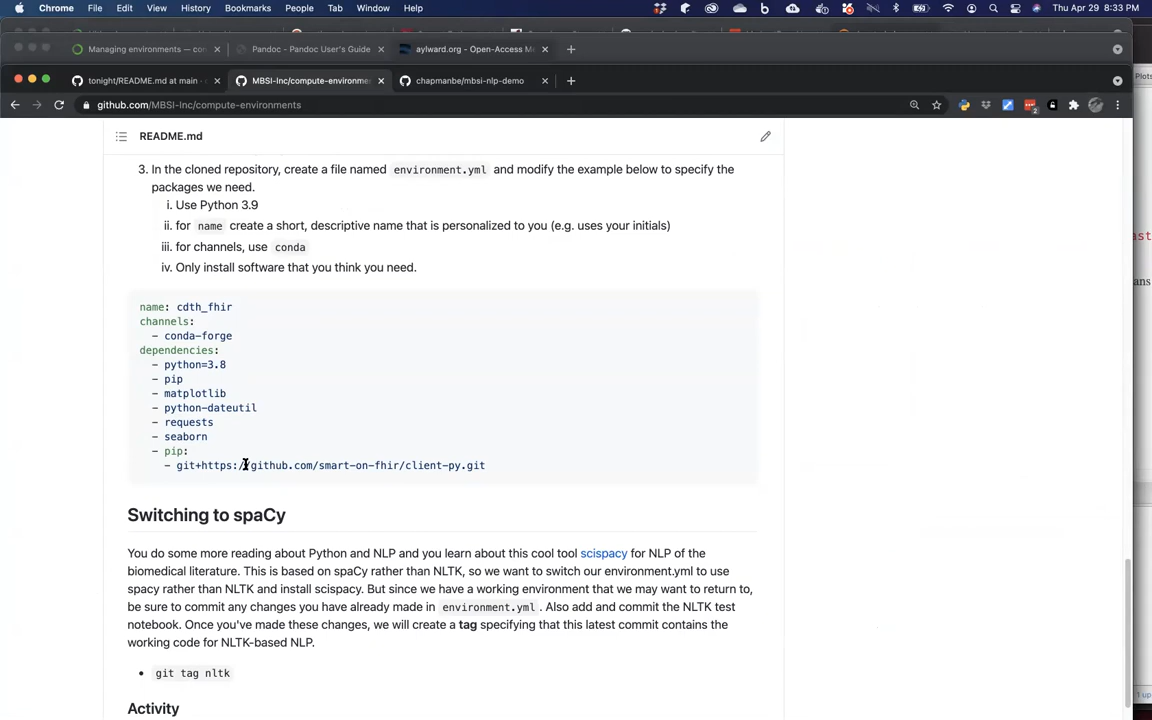 Chrome File Edit View History Bookmarks People Tab Window Help Thu Apr 29 8:33 PM
Managing environments — con Pandoc - Pandoc User's Guide aylward.org - Open-Access M
Plots
tonight/README.md at main · MBSI-Inc/compute-environme chapmanbe/mbsi-nlp-demo
github.com/MBSI-Inc/compute-environments
README.md
3. In the cloned repository, create a file named environment.yml and modify the example below to specify the
packages we need.
i. Use Python 3.9
ii. for name create a short, descriptive name that is personalized to you (e.g. uses your initials)
ast
iii. for channels, use conda
iv. Only install software that you think you need.
ans
name: cdth_fhir
channels:
- conda-forge
dependencies:
- python=3.8
- pip
- matplotlib
- python-dateutil
- requests
- seaborn
- pip:
- git+https://github.com/smart-on-fhir/client-py.git
Switching to spaCy
You do some more reading about Python and NLP and you learn about this cool tool scispacy for NLP of the
biomedical literature. This is based on spaCy rather than NLTK, so we want to switch our environment.yml to use
spacy rather than NLTK and install scispacy. But since we have a working environment that we may want to return to,
be sure to commit any changes you have already made in environment.yml. Also add and commit the NLTK test
notebook. Once you've made these changes, we will create a tag specifying that this latest commit contains the
working code for NLTK-based NLP.
• git tag nltk
1 up
Activity